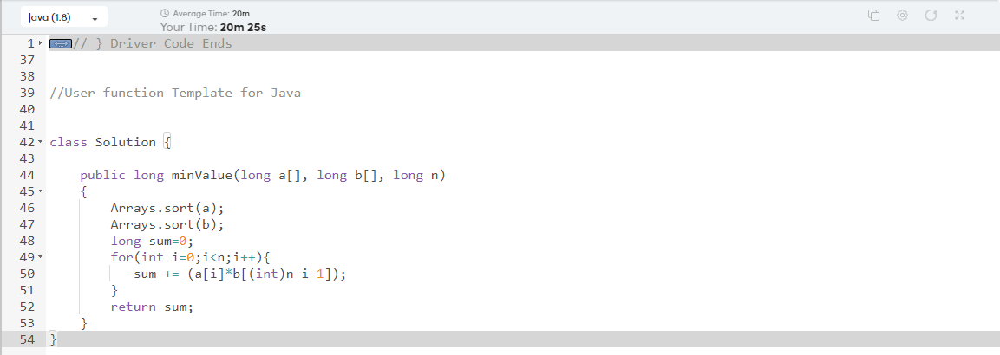 Java (1.8)
Average Time: 20m
Your Time: 20m 25s
1 // } Driver Code Ends
37
38
39 //User function Template for Java
40
41
42 class Solution {
43
44 public long minValue(long a[], long b[], long n)
45 {
46 Arrays.sort(a);
47 Arrays.sort(b);
48 long sum=0;
49 for(int i=0;i<n;i++){
50 sum += (a[i]*b[(int)n-i-1]);
51 }
52 return sum;
53 }
54 }